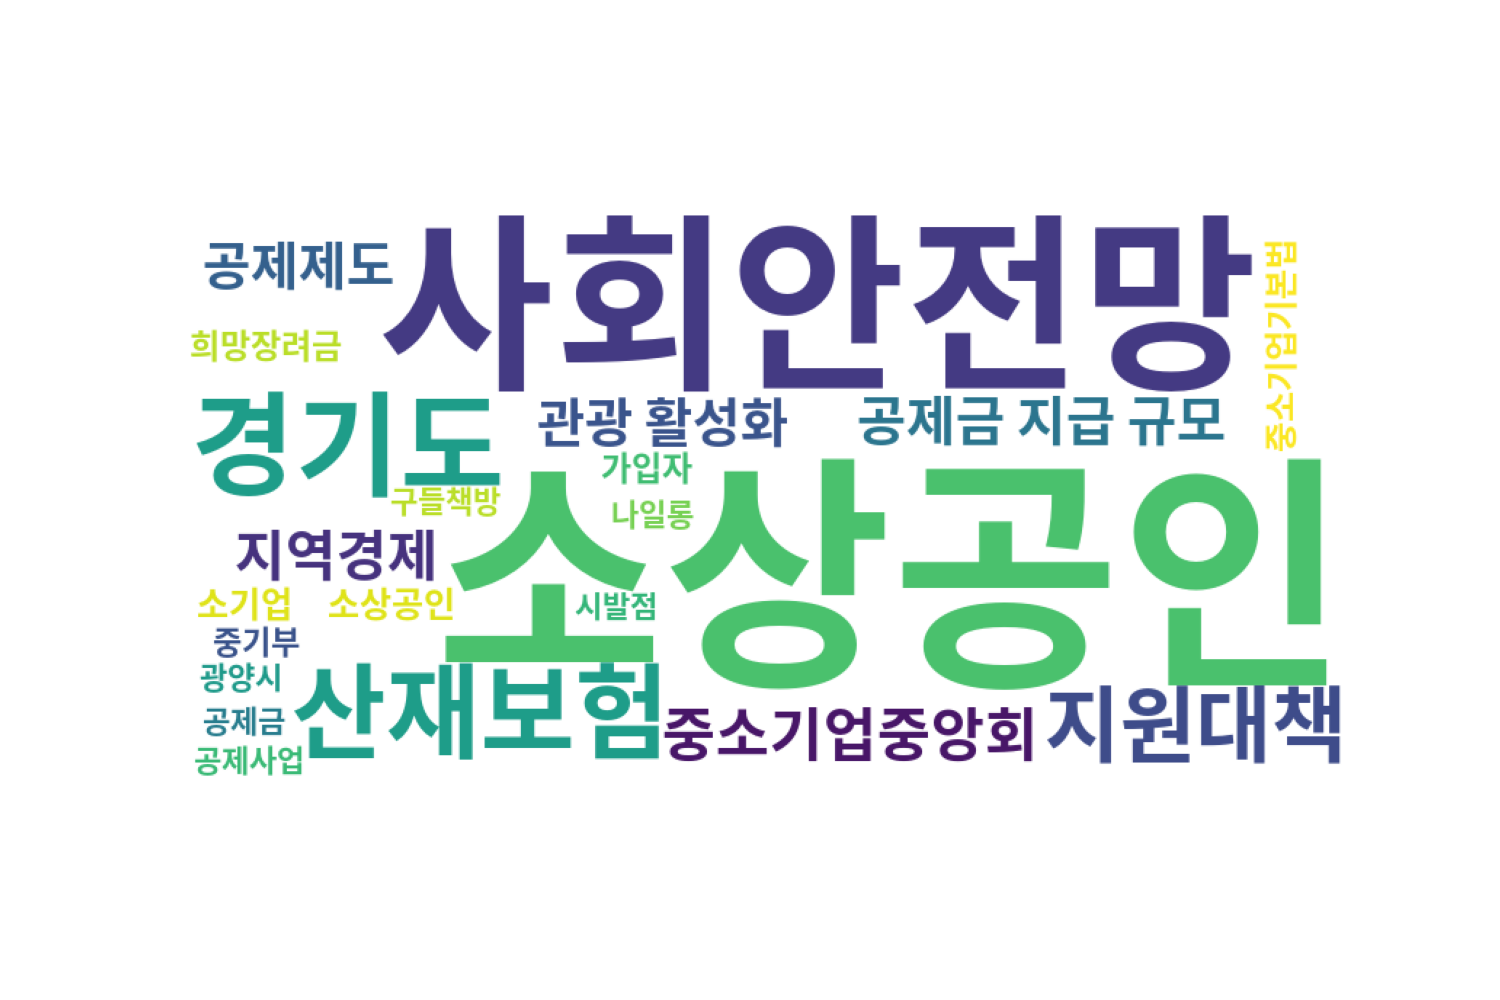 사회안전망
공제제도
중소기업기본법
희망장려금
경기도
관광 활성화
공제금 지급 규모
가입자
구들책방
나일롱
소상공인
지역경제
소기업
소상공인
시발점
중기부
광양시
산재보험
공제금
중소기업중앙회
지원대책
공제사업